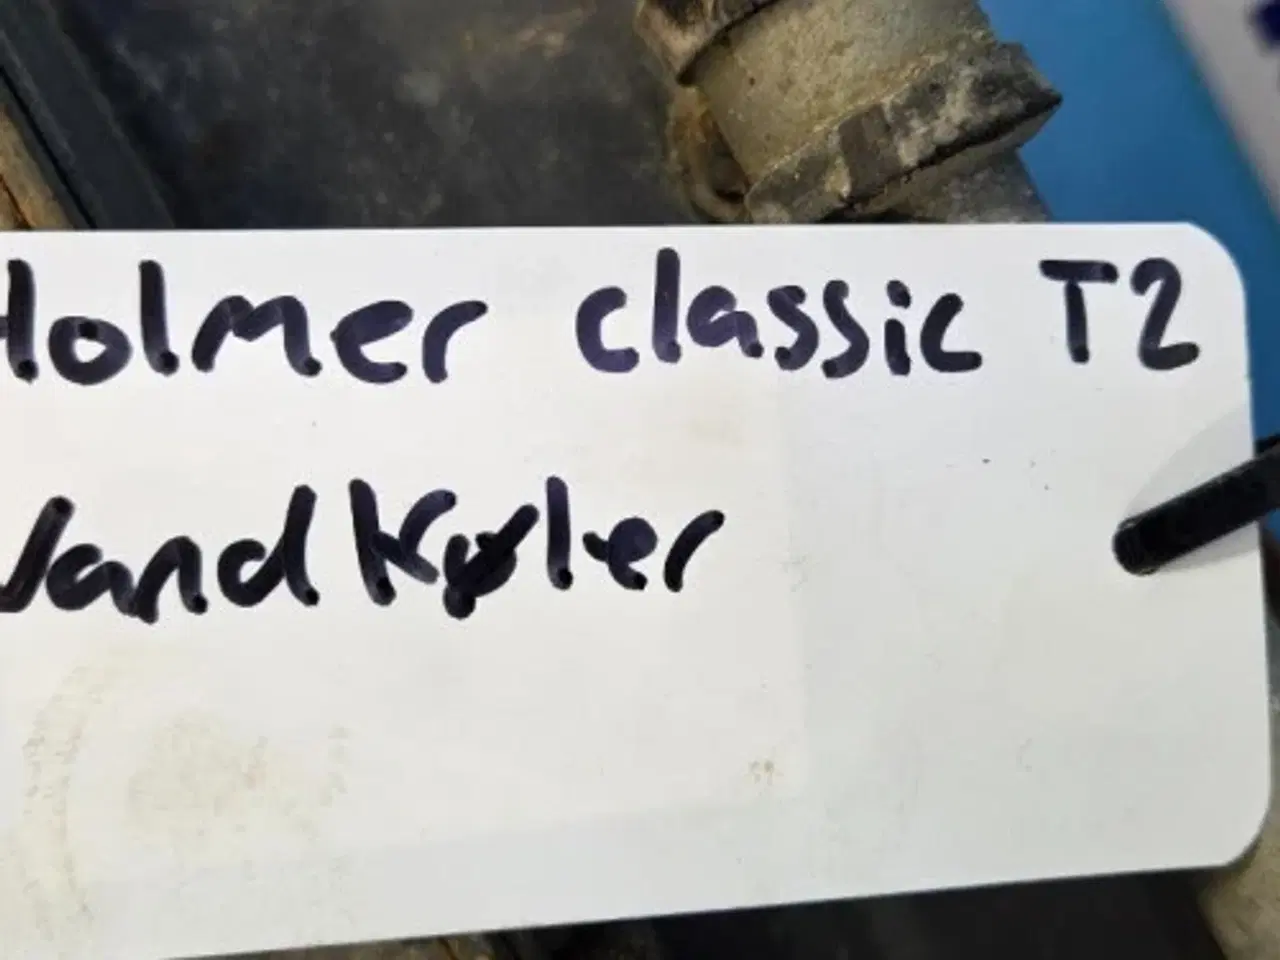 Holmer classic T2
Vandkøler